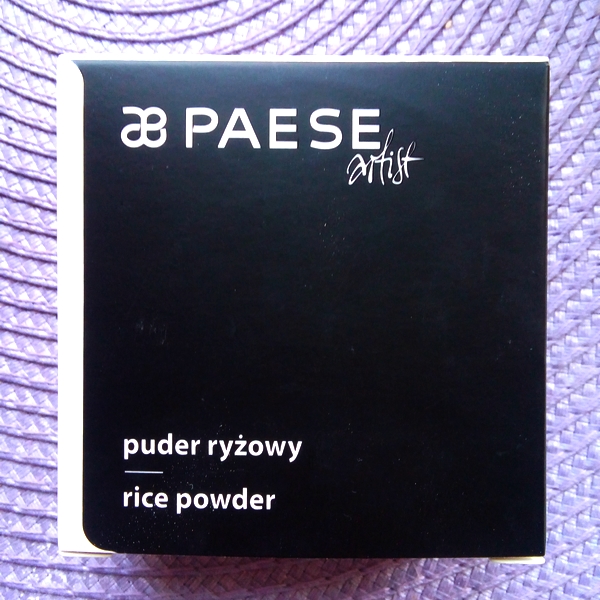 PAESE
artist
puder ryżowy
rice powder